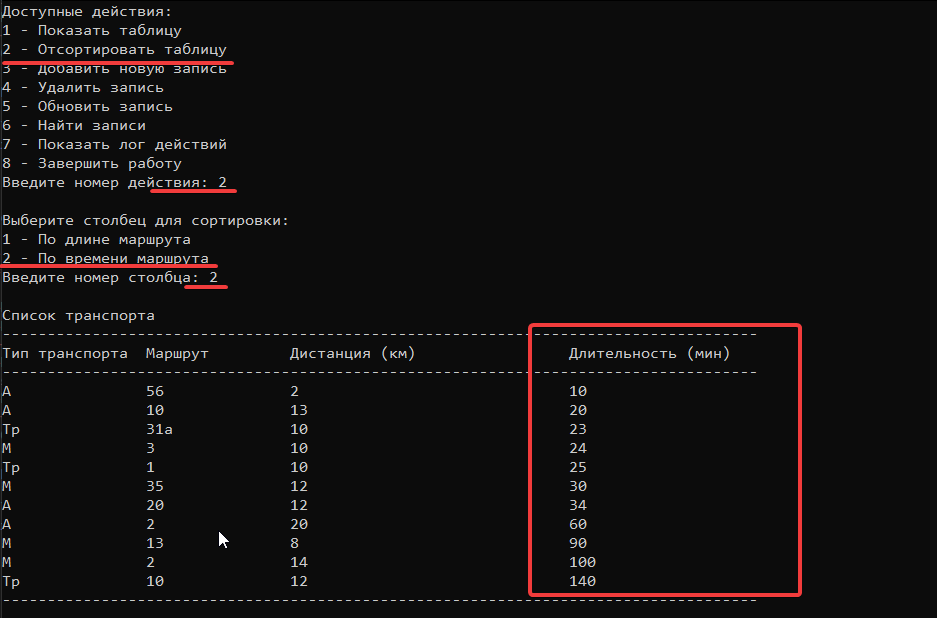 Доступные действия:
1 - Показать таблицу
2 - Отсортировать таблицу
3 - Добавить новую запись
4 - Удалить запись
5 - Обновить запись
6 - Найти записи
7 - Показать лог действий
8 - Завершить работу
Введите номер действия: 2
Выберите столбец для сортировки:
1 - По длине маршрута
2 - По времени маршрута
Введите номер столбца: 2
Список транспорта
Тип транспорта Маршрут Дистанция (км) Длительность (мин)
А 56 2 10
А 10 13 20
Тр 31а 10 23
М 3 10 24
Тр 1 10 25
М 35 12 30
А 20 12 34
А 2 20 60
М 13 8 90
М 2 14 100
Тр 10 12 140